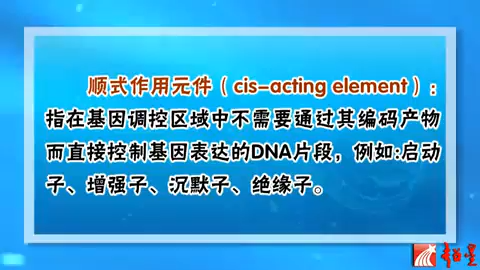 顺式作用元件（cis-acting element）:
指在基因调控区域中不需要通过其编码产物
而直接控制基因表达的DNA片段，例如:启动
子、增强子、沉默子、绝缘子。